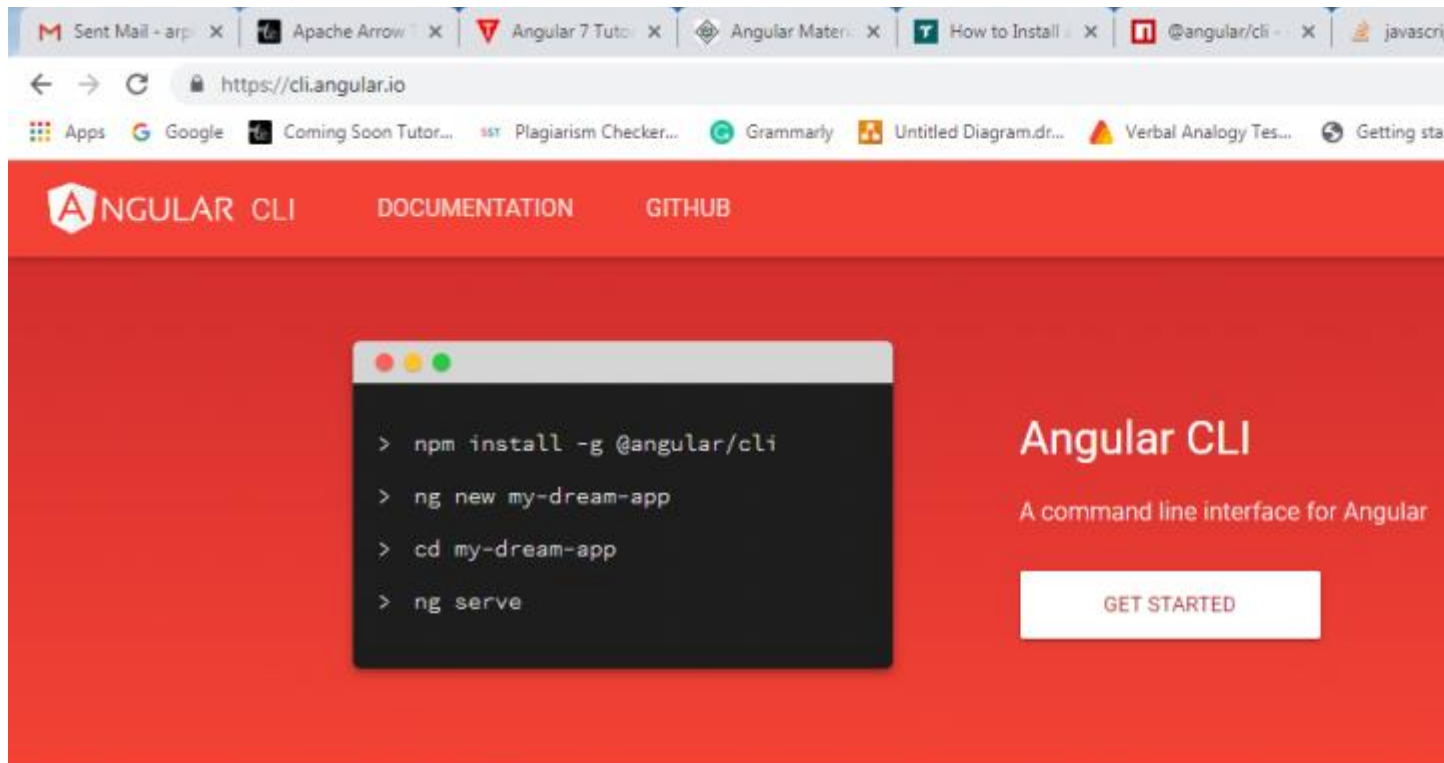 Sent Mail - arp
Apache Arrow
Angular 7 Tuto
Angular Mater
How to Install
@angular/cli -
javascri
https://cli.angular.io
Apps Google Coming Soon Tutor... Plagiarism Checker... Grammarly Untitled Diagram.dr... Verbal Analogy Tes... Getting sta
ANGULAR CLI DOCUMENTATION GITHUB
> npm install -g @angular/cli
> ng new my-dream-app
> cd my-dream-app
> ng serve
Angular CLI
A command line interface for Angular
GET STARTED